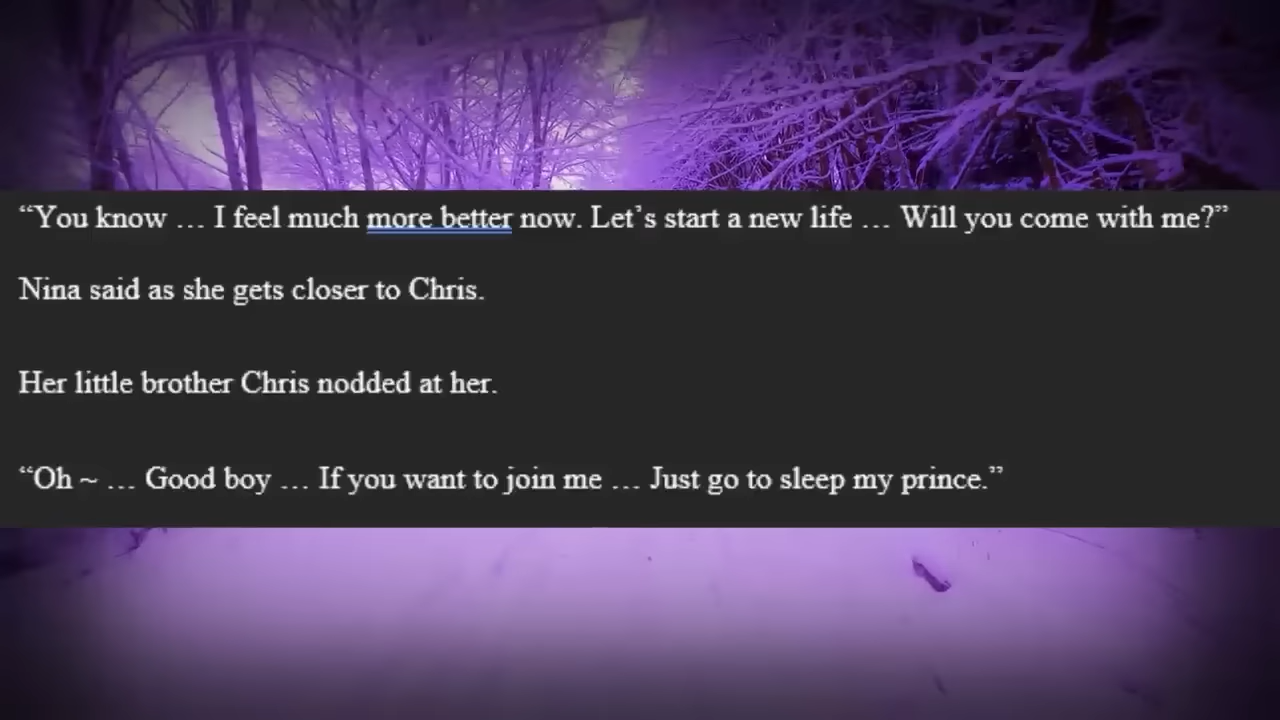 “You know … I feel much more better now. Let’s start a new life … Will you come with me?”
Nina said as she gets closer to Chris.
Her little brother Chris nodded at her.
“Oh ~ … Good boy … If you want to join me … Just go to sleep my prince.”